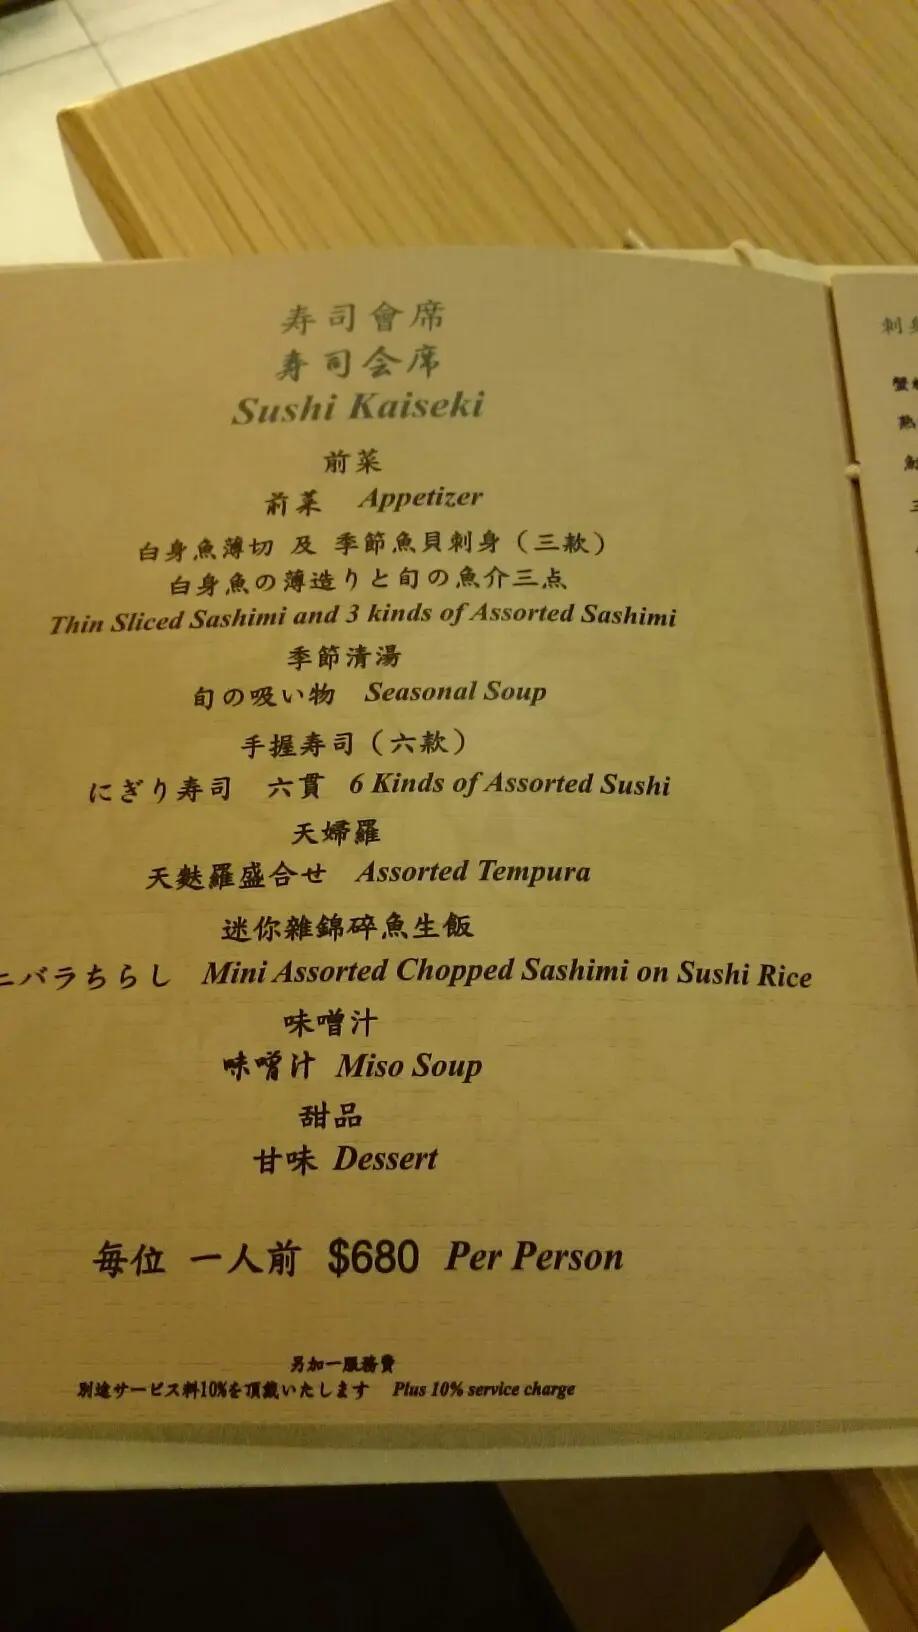 寿司會席
寿司会席
Sushi Kaiseki
前菜
前菜 Appetizer
白身魚薄切 及 季節魚貝刺身（三款）
白身魚の薄造りと旬の魚介三点
Thin Sliced Sashimi and 3 kinds of Assorted Sashimi
季節清湯
旬の吸い物 Seasonal Soup
手握寿司（六款）
にぎり寿司 六貫 6 Kinds of Assorted Sushi
天婦羅
天麩羅盛合せ Assorted Tempura
迷你雜錦碎魚生飯
ニバラちらし Mini Assorted Chopped Sashimi on Sushi Rice
味噌汁
味噌汁 Miso Soup
甜品
甘味 Dessert
每位 一人前 $680 Per Person
另加一服務費
別途サービス料10%を頂戴いたします Plus 10% service charge
刺身
蟹
熟
三